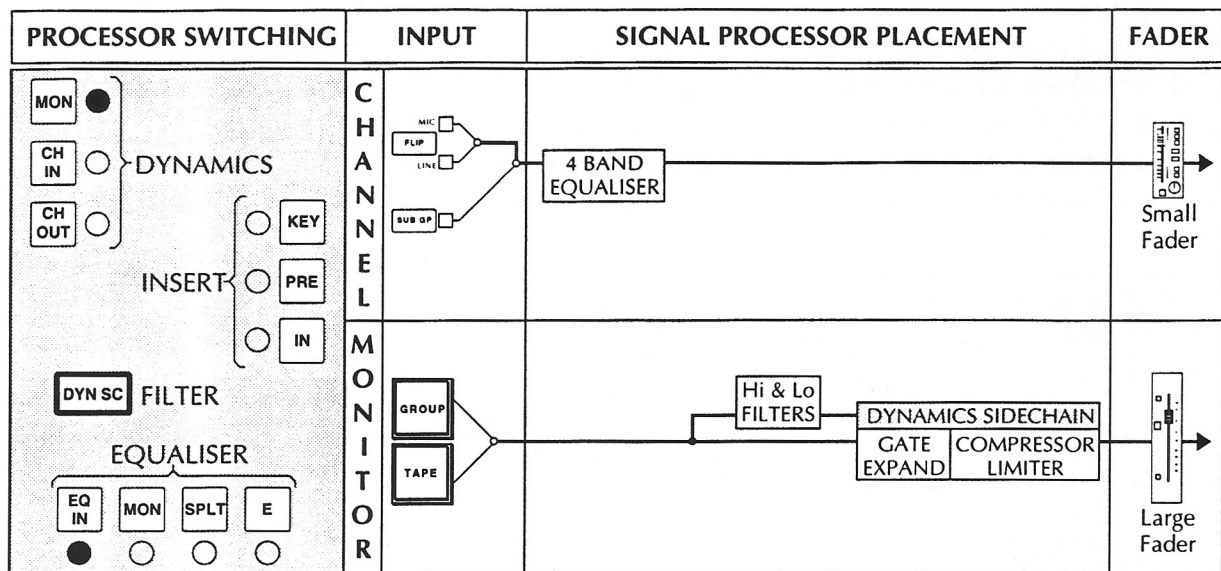 PROCESSOR SWITCHING
INPUT
SIGNAL PROCESSOR PLACEMENT
FADER
MON
CH
IN
CH
OUT
DYNAMICS
INSERT
KEY
PRE
IN
DYN SC
FILTER
EQUALISER
EQ
IN
MON
SPLT
E
CHANNEL
MIC
FLIP
LINE
SUB GP
4 BAND
EQUALISER
Small
Fader
MONITOR
GROUP
TAPE
Hi & Lo
FILTERS
DYNAMICS SIDECHAIN
GATE
EXPAND
COMPRESSOR
LIMITER
Large
Fader